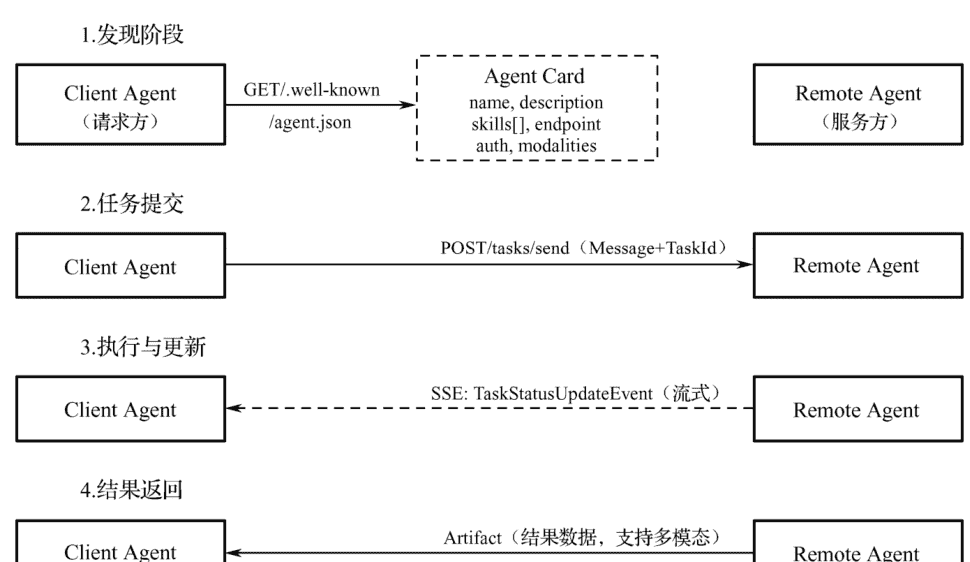 1.发现阶段
Client Agent
（请求方）
GET/.well-known
/agent.json
Agent Card
name, description
skills[], endpoint
auth, modalities
Remote Agent
（服务方）
2.任务提交
Client Agent
POST/tasks/send（Message+TaskId）
Remote Agent
3.执行与更新
Client Agent
SSE: TaskStatusUpdateEvent（流式）
Remote Agent
4.结果返回
Client Agent
Artifact（结果数据，支持多模态）
Remote Agent